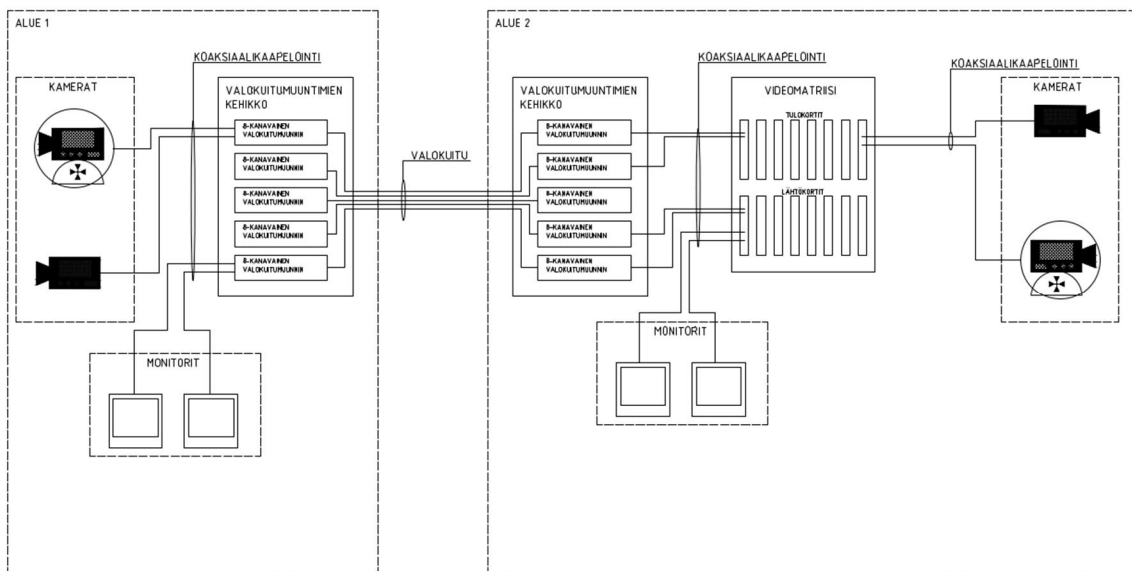 ALUE 1
KOAKSIAALIKAAPELOINTI
KAMERAT
VALOKUITUMUUNTIMIEN
KEHIKKO
8-KANAVAINEN
VALOKUITUMUUNNIN
8-KANAVAINEN
VALOKUITUMUUNNIN
8-KANAVAINEN
VALOKUITUMUUNNIN
8-KANAVAINEN
VALOKUITUMUUNNIN
8-KANAVAINEN
VALOKUITUMUUNNIN
MONITORIT
VALOKUITU
ALUE 2
VALOKUITUMUUNTIMIEN
KEHIKKO
8-KANAVAINEN
VALOKUITUMUUNNIN
8-KANAVAINEN
VALOKUITUMUUNNIN
8-KANAVAINEN
VALOKUITUMUUNNIN
8-KANAVAINEN
VALOKUITUMUUNNIN
8-KANAVAINEN
VALOKUITUMUUNNIN
KOAKSIAALIKAAPELOINTI
VIDEOMATRIISI
TULOKORTIT
LÄHTÖKORTIT
MONITORIT
KOAKSIAALIKAAPELOINTI
KAMERAT